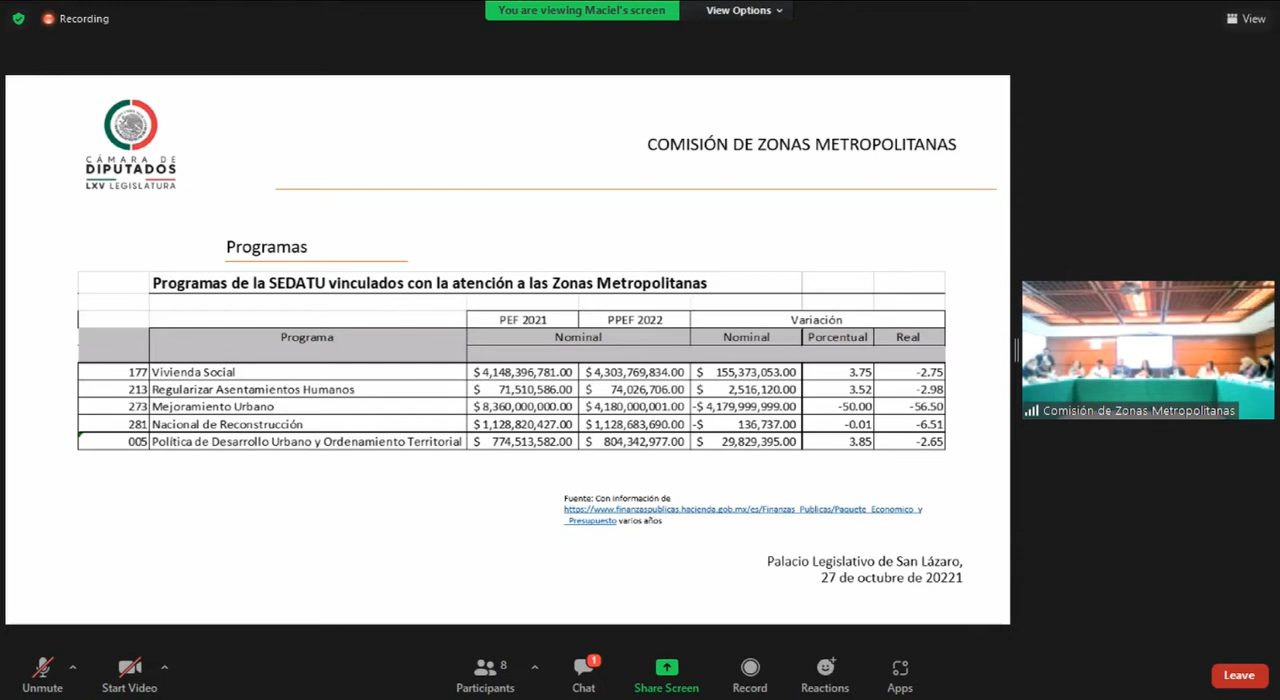 Recording
You are viewing Maciel's screen
View Options
View
CÁMARA DE
DIPUTADOS
LXV LEGISLATURA
COMISIÓN DE ZONAS METROPOLITANAS
Programas
Programas de la SEDATU vinculados con la atención a las Zonas Metropolitanas
PEF 2021 PPEF 2022 Variación
Programa Nominal Nominal Porcentual Real
177 Vivienda Social $4,148,396,781.00 $4,303,769,834.00 $ 155,373,053.00 3.75 -2.75
213 Regularizar Asentamientos Humanos $ 71,510,586.00 $ 74,026,706.00 $ 2,516,120.00 3.52 -2.98
273 Mejoramiento Urbano $8,360,000,000.00 $4,180,000,001.00 -$4,179,999,999.00 -50.00 -56.50
281 Nacional de Reconstrucción $1,128,820,427.00 $1,128,683,690.00 -$ 136,737.00 -0.01 -6.51
005 Política de Desarrollo Urbano y Ordenamiento Territorial $ 774,513,582.00 $ 804,342,977.00 $ 29,829,395.00 3.85 -2.65
Fuente: Con información de
https://www.finanzaspublicas.hacienda.gob.mx/es/Finanzas_Publicas/Paquete_Economico_y
_Presupuesto varios años
Palacio Legislativo de San Lázaro,
27 de octubre de 20221
Comisión de Zonas Metropolitanas
Unmute
Start Video
Participants 8
Chat 1
Share Screen
Record
Reactions
Apps
Leave